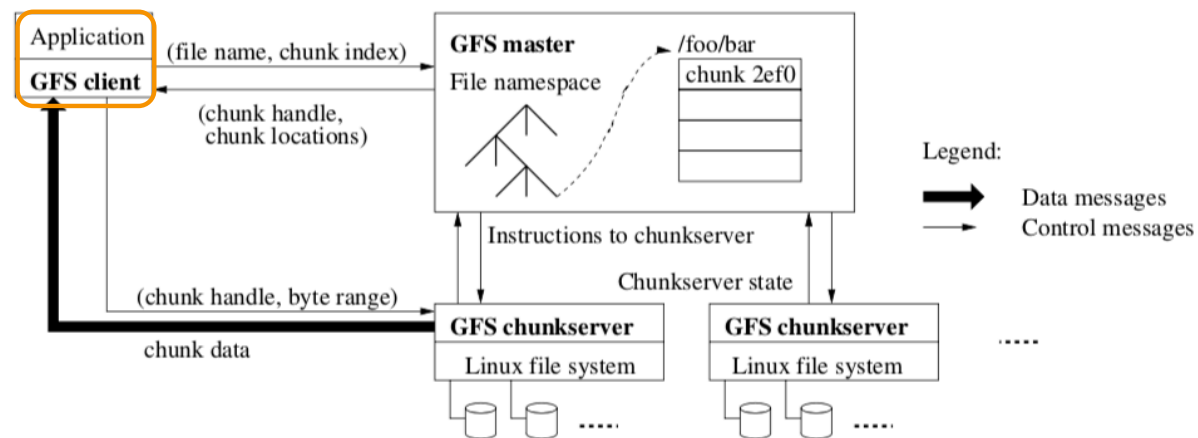 Application
GFS client
(file name, chunk index)
(chunk handle,
chunk locations)
GFS master
File namespace
/foo/bar
chunk 2ef0
Legend:
Data messages
Control messages
Instructions to chunkserver
Chunkserver state
(chunk handle, byte range)
chunk data
GFS chunkserver
Linux file system
GFS chunkserver
Linux file system